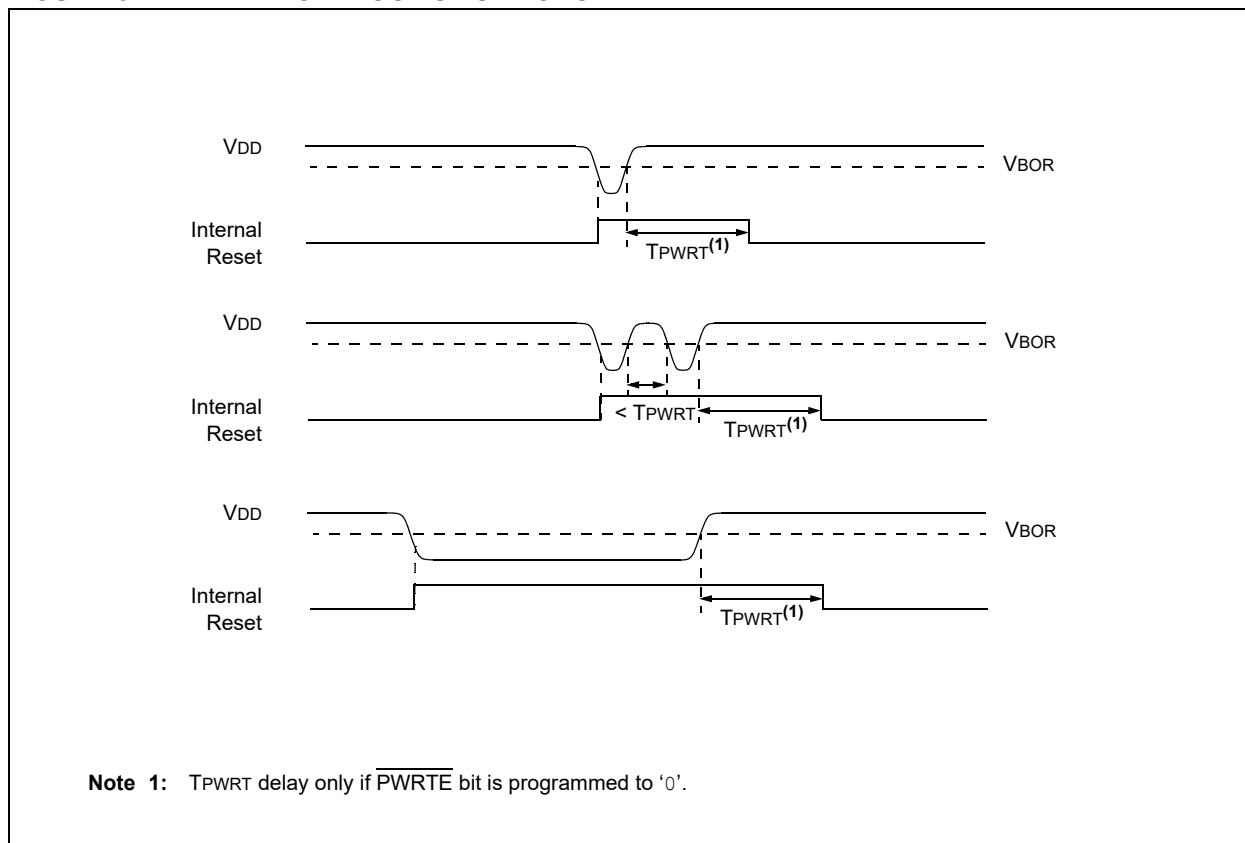 VDD
VBOR
Internal
Reset
TPWRT(1)
VDD
VBOR
Internal
Reset
< TPWRT
TPWRT(1)
VDD
VBOR
Internal
Reset
TPWRT(1)
Note 1: TPWRT delay only if PWRTE bit is programmed to ‘0’.